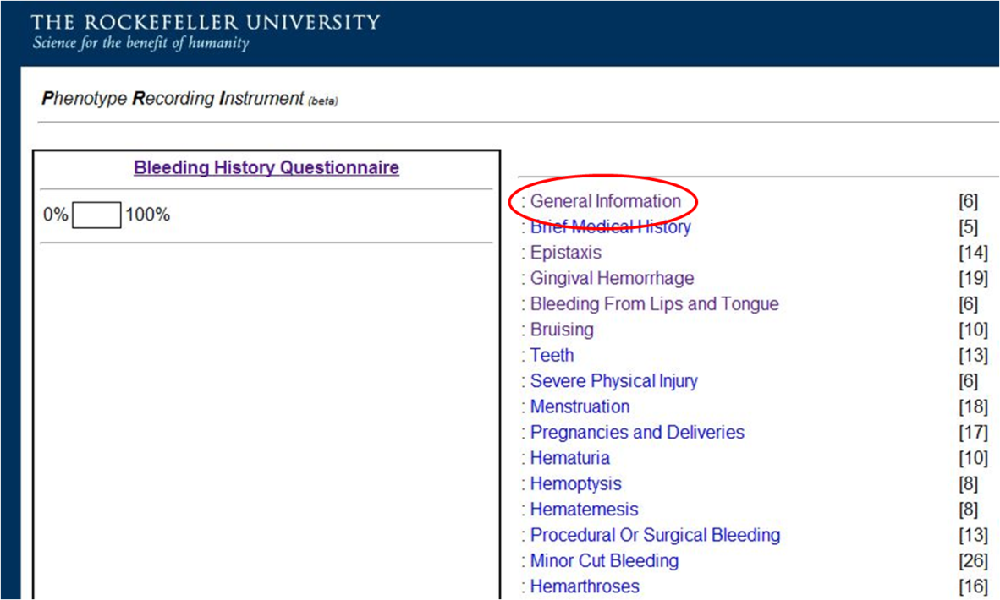 THE ROCKEFELLER UNIVERSITY
Science for the benefit of humanity
Phenotype Recording Instrument (beta)
Bleeding History Questionnaire
0% 100%
: General Information [6]
: Brief Medical History [5]
: Epistaxis [14]
: Gingival Hemorrhage [19]
: Bleeding From Lips and Tongue [6]
: Bruising [10]
: Teeth [13]
: Severe Physical Injury [6]
: Menstruation [18]
: Pregnancies and Deliveries [17]
: Hematuria [10]
: Hemoptysis [8]
: Hematemesis [8]
: Procedural Or Surgical Bleeding [13]
: Minor Cut Bleeding [26]
: Hemarthroses [16]